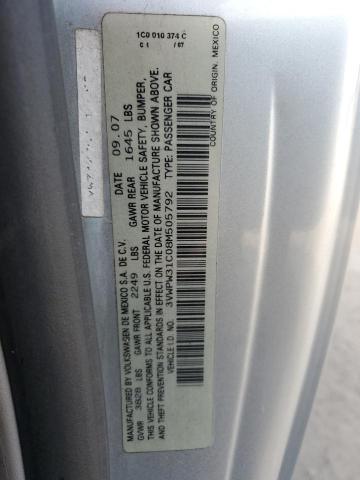 1C0 010 374 C
C I / 07
MANUFACTURED BY VOLKSWAGEN DE MEXICO S.A. DE C.V. DATE 09.07
GVWR 3828 LBS GAWR FRONT 2249 LBS GAWR REAR 1645 LBS
THIS VEHICLE CONFORMS TO ALL APPLICABLE U.S. FEDERAL MOTOR VEHICLE SAFETY, BUMPER,
AND THEFT PREVENTION STANDARDS IN EFFECT ON THE DATE OF MANUFACTURE SHOWN ABOVE.
VEHICLE I.D. NO. 3VWPW31C08M505792 TYPE: PASSENGER CAR
COUNTRY OF ORIGIN, MEXICO